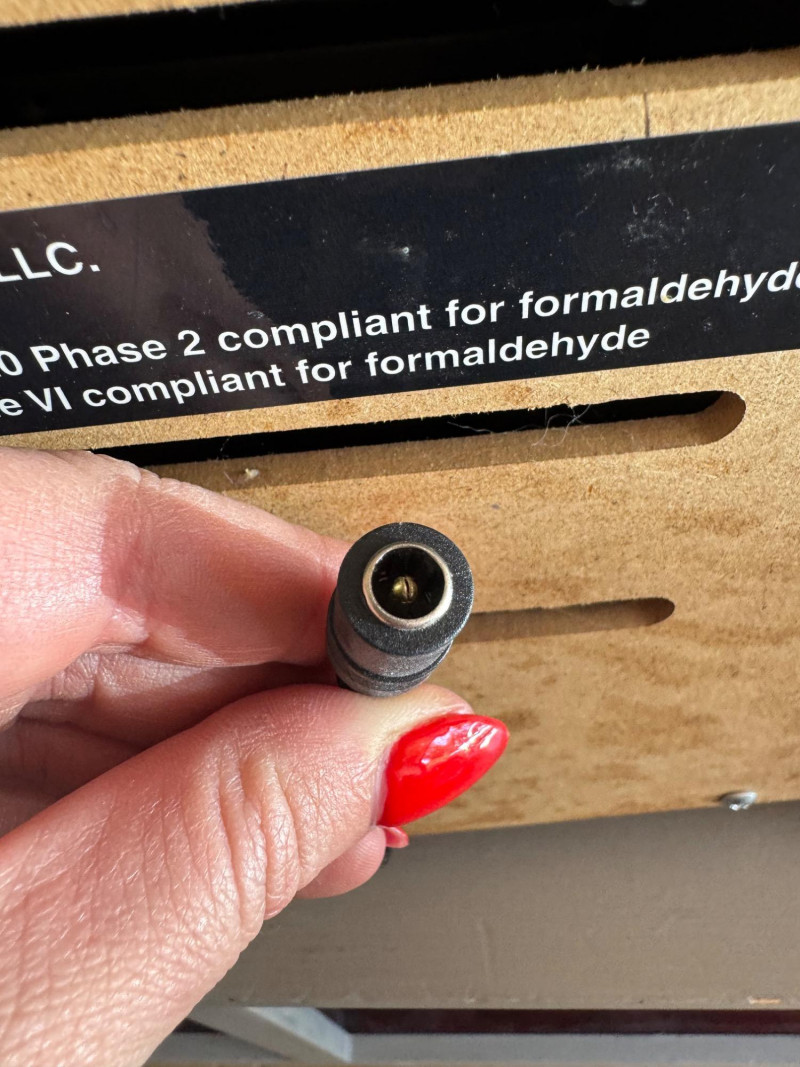 LLC.
0 Phase 2 compliant for formaldehyde
e VI compliant for formaldehyde